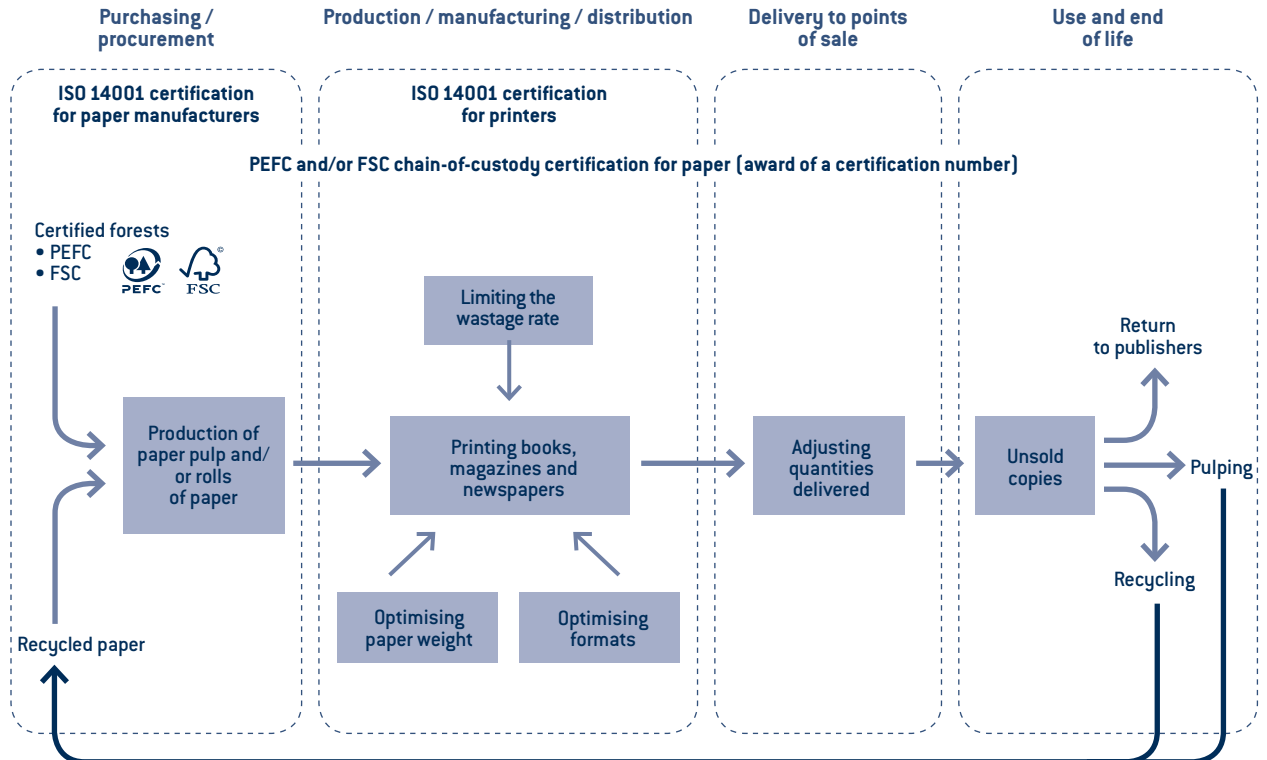 Purchasing /
procurement
Production / manufacturing / distribution
Delivery to points
of sale
Use and end
of life
ISO 14001 certification
for paper manufacturers
ISO 14001 certification
for printers
PEFC and/or FSC chain-of-custody certification for paper (award of a certification number)
Certified forests
• PEFC
• FSC
PEFC™
©
FSC
Limiting the
wastage rate
Return
to publishers
Production of
paper pulp and/
or rolls
of paper
Printing books,
magazines and
newspapers
Adjusting
quantities
delivered
Unsold
copies
Pulping
Recycling
Optimising
paper weight
Optimising
formats
Recycled paper